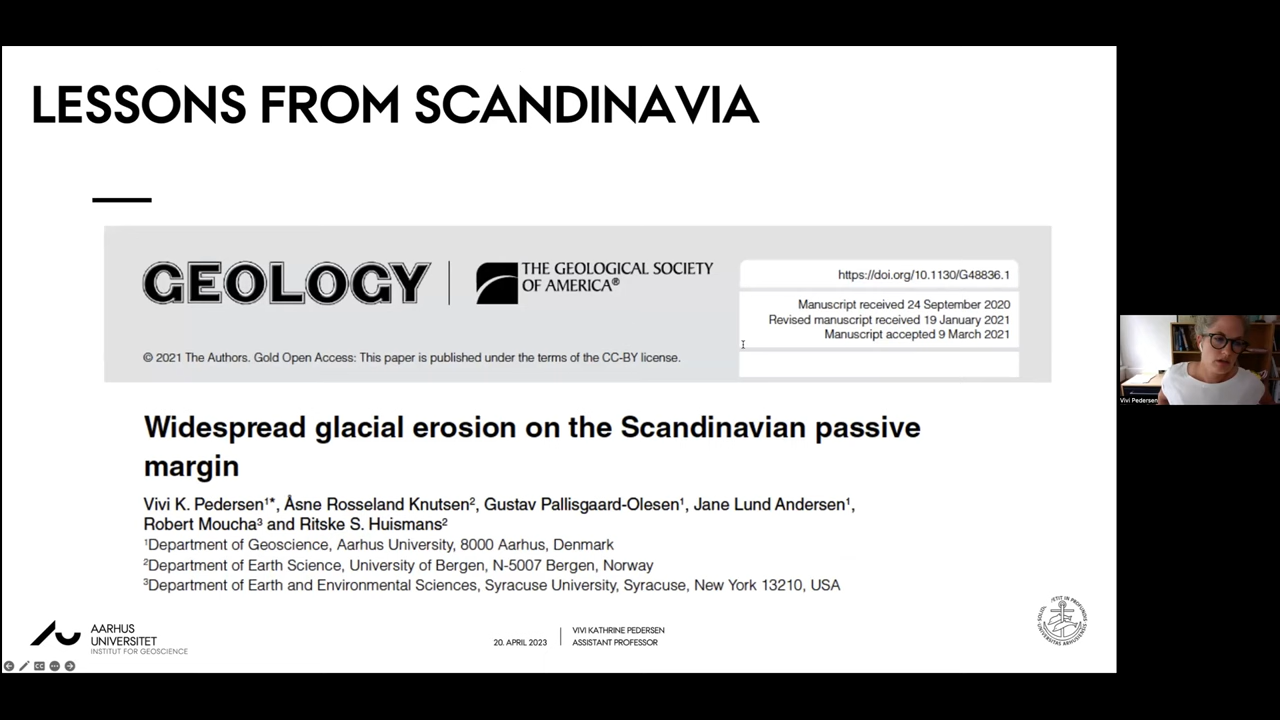 LESSONS FROM SCANDINAVIA
GEOLOGY
THE GEOLOGICAL SOCIETY
OF AMERICA®
https://doi.org/10.1130/G48836.1
Manuscript received 24 September 2020
Revised manuscript received 19 January 2021
Manuscript accepted 9 March 2021
© 2021 The Authors. Gold Open Access: This paper is published under the terms of the CC-BY license.
Widespread glacial erosion on the Scandinavian passive
margin
Vivi K. Pedersen¹*, Åsne Rosseland Knutsen², Gustav Pallisgaard-Olesen¹, Jane Lund Andersen¹,
Robert Moucha³ and Ritske S. Huismans²
¹Department of Geoscience, Aarhus University, 8000 Aarhus, Denmark
²Department of Earth Science, University of Bergen, N-5007 Bergen, Norway
³Department of Earth and Environmental Sciences, Syracuse University, Syracuse, New York 13210, USA
AARHUS
UNIVERSITET
INSTITUT FOR GEOSCIENCE
20. APRIL 2023
VIVI KATHRINE PEDERSEN
ASSISTANT PROFESSOR
Vivi Pedersen